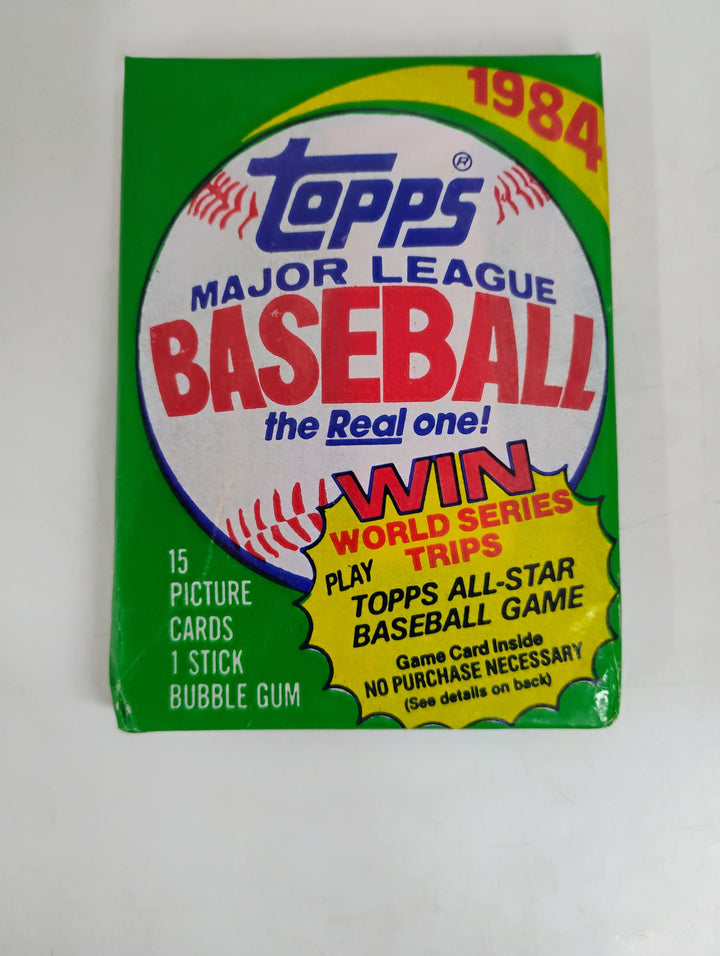 1984
TOPPS ®
MAJOR LEAGUE
BASEBALL
the Real one!
WIN
WORLD SERIES
TRIPS
PLAY
TOPPS ALL-STAR
BASEBALL GAME
Game Card Inside
NO PURCHASE NECESSARY
(See details on back)
15
PICTURE
CARDS
1 STICK
BUBBLE GUM